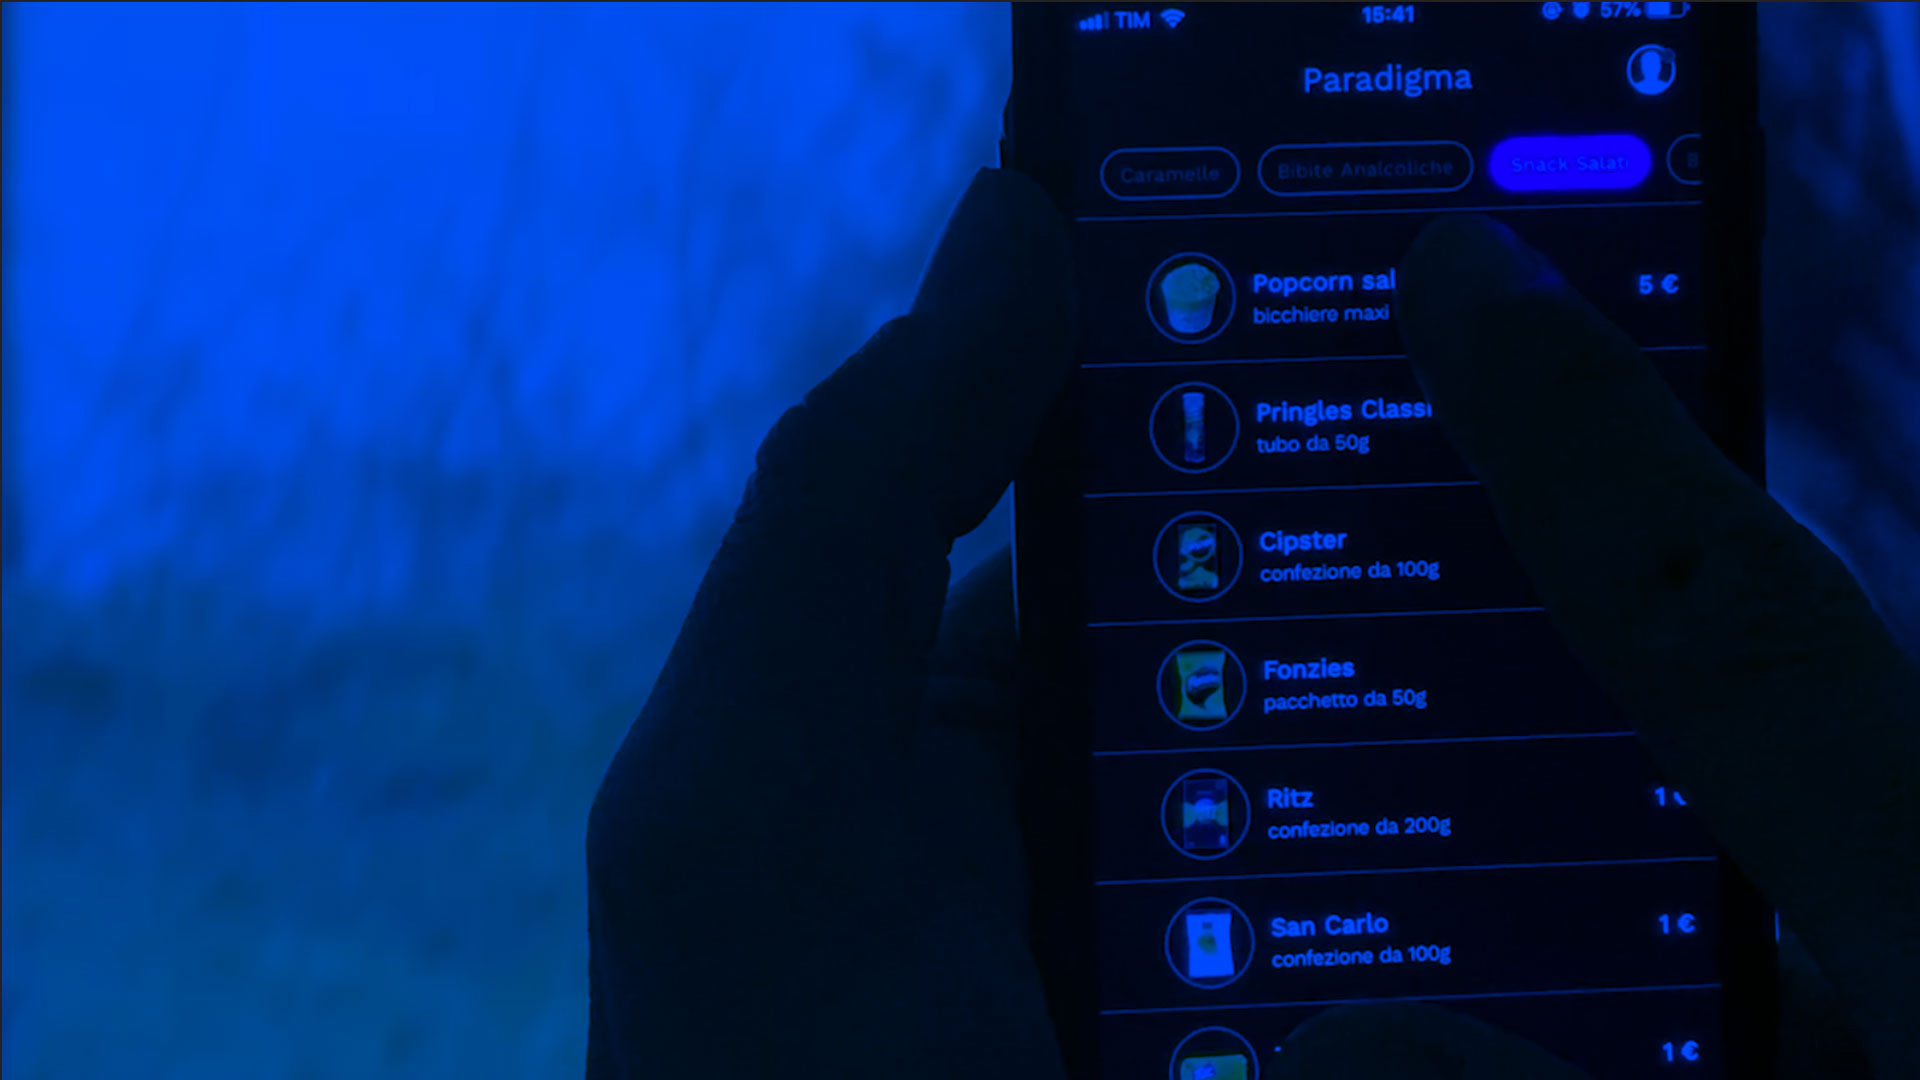 TIM 15:41 57%
Paradigma
Caramelle Bibite Analcoliche Snack Salati
Popcorn sal 5 €
bicchiere maxi
Pringles Classi
tubo da 50g
Cipster
confezione da 100g
Fonzies
pacchetto da 50g
Ritz 1
confezione da 200g
San Carlo 1 €
confezione da 100g
1 €